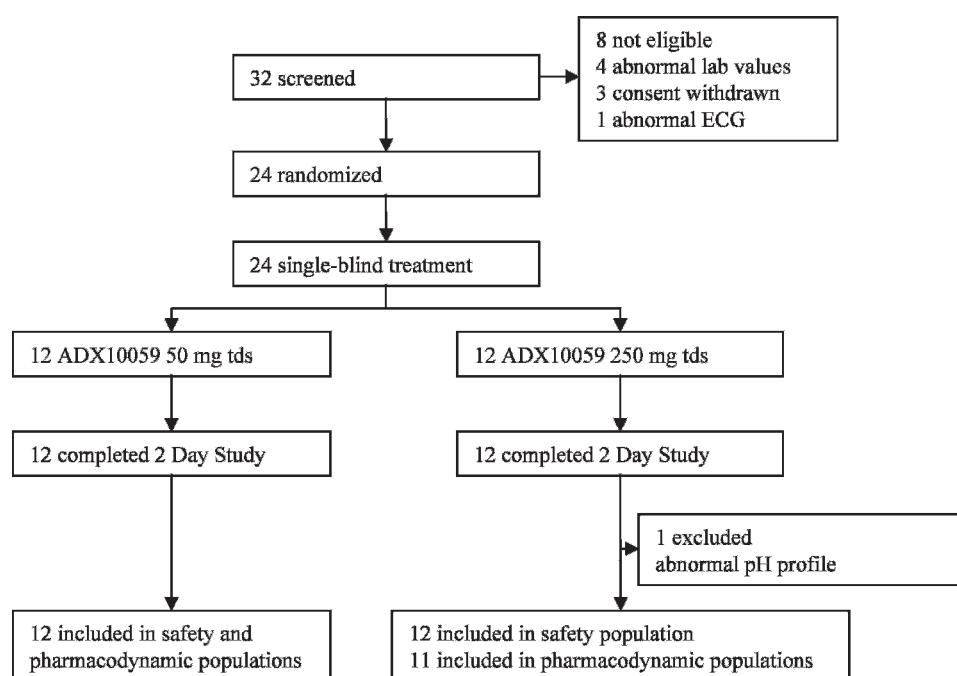 32 screened
8 not eligible
4 abnormal lab values
3 consent withdrawn
1 abnormal ECG
24 randomized
24 single-blind treatment
12 ADX10059 50 mg tds
12 ADX10059 250 mg tds
12 completed 2 Day Study
12 completed 2 Day Study
1 excluded
abnormal pH profile
12 included in safety and
pharmacodynamic populations
12 included in safety population
11 included in pharmacodynamic populations